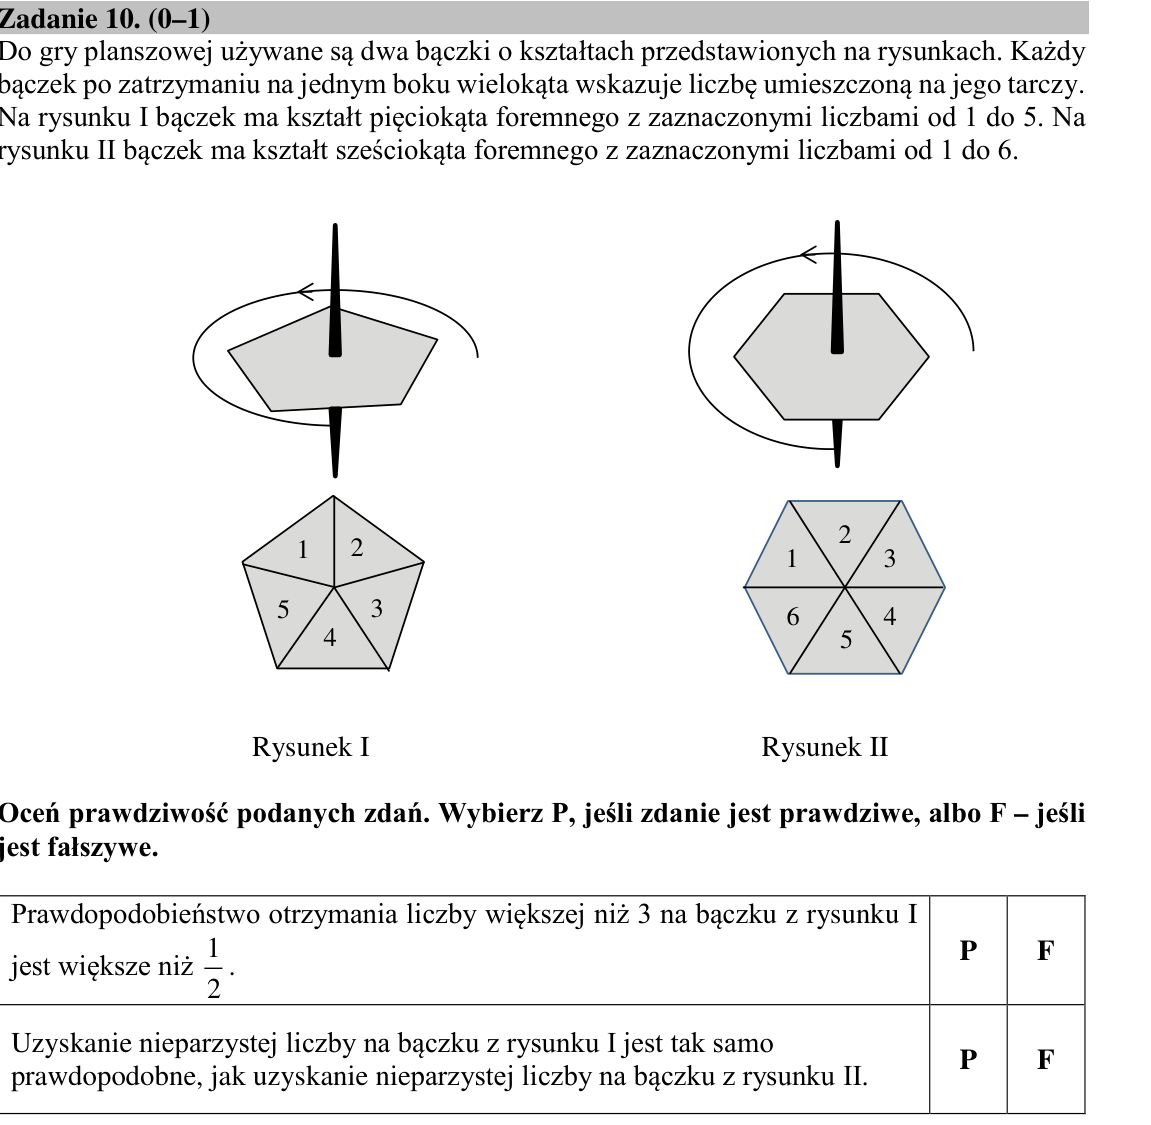 Zadanie 10. (0–1)
Do gry planszowej używane są dwa bączki o kształtach przedstawionych na rysunkach. Każdy
bączek po zatrzymaniu na jednym boku wielokąta wskazuje liczbę umieszczoną na jego tarczy.
Na rysunku I bączek ma kształt pięciokąta foremnego z zaznaczonymi liczbami od 1 do 5. Na
rysunku II bączek ma kształt sześciokąta foremnego z zaznaczonymi liczbami od 1 do 6.
1 2
5 3
4
2
1 3
6 4
5
Rysunek I
Rysunek II
Oceń prawdziwość podanych zdań. Wybierz P, jeśli zdanie jest prawdziwe, albo F – jeśli
jest fałszywe.
Prawdopodobieństwo otrzymania liczby większej niż 3 na bączku z rysunku I
jest większe niż 1/2 .
P F
Uzyskanie nieparzystej liczby na bączku z rysunku I jest tak samo
prawdopodobne, jak uzyskanie nieparzystej liczby na bączku z rysunku II.
P F